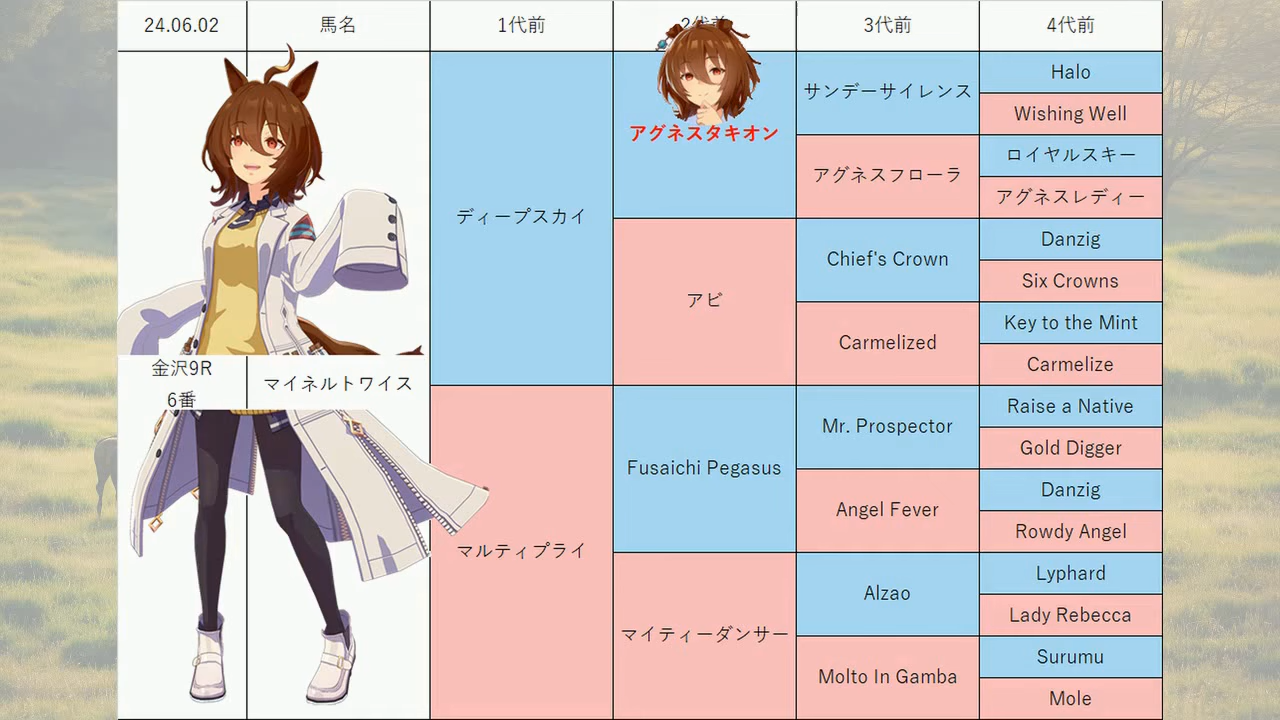 24.06.02 馬名 1代前 2代前 3代前 4代前
金沢9R
6番
マイネルトワイス
ディープスカイ
マルティプライ
アグネスタキオン
アビ
Fusaichi Pegasus
マイティーダンサー
サンデーサイレンス
アグネスフローラ
Chief's Crown
Carmelized
Mr. Prospector
Angel Fever
Alzao
Molto In Gamba
Halo
Wishing Well
ロイヤルスキー
アグネスレディー
Danzig
Six Crowns
Key to the Mint
Carmelize
Raise a Native
Gold Digger
Danzig
Rowdy Angel
Lyphard
Lady Rebecca
Surumu
Mole